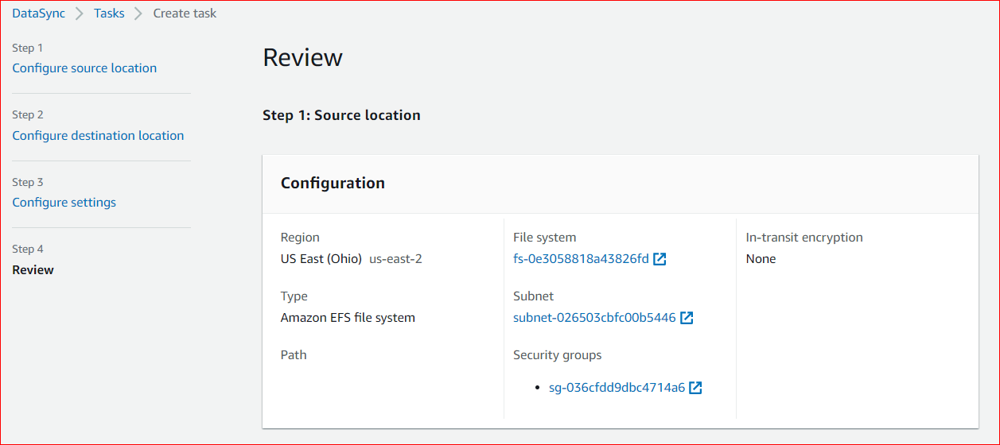 DataSync
Tasks
Create task
Step 1
Configure source location
Step 2
Configure destination location
Step 3
Configure settings
Step 4
Review
Review
Step 1: Source location
Configuration
Region
US East (Ohio) us-east-2
Type
Amazon EFS file system
Path
File system
fs-0e3058818a43826fd
Subnet
subnet-026503cbfc00b5446
Security groups
sg-036cfdd9dbc4714a6
In-transit encryption
None